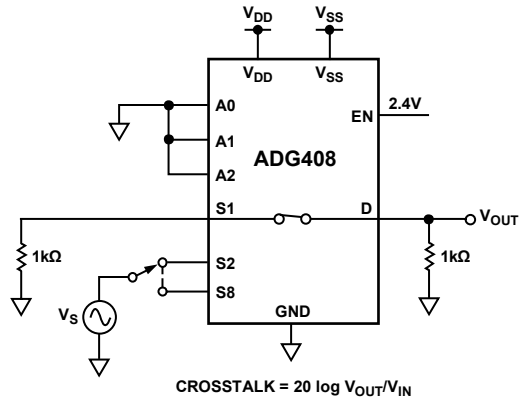 VDD VSS
VDD VSS
A0
EN 2.4V
A1
ADG408
A2
S1 D VOUT
1kΩ 1kΩ
S2
S8
VS
GND
CROSSTALK = 20 log VOUT/VIN